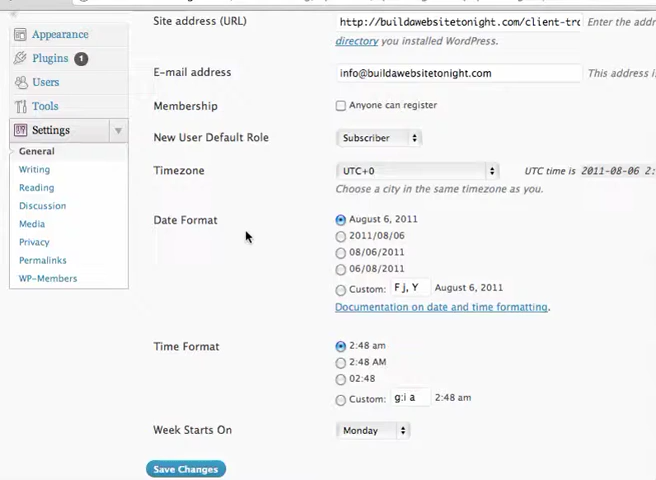 Site address (URL)
http://buildawebsitetonight.com/client-tr
Enter the
directory you installed WordPress.
Appearance
Plugins 1
Users
Tools
Settings
General
Writing
Reading
Discussion
Media
Privacy
Permalinks
WP-Members
E-mail address
info@buildawebsitetonight.com
This address
Membership
Anyone can register
New User Default Role
Subscriber
Timezone
UTC+0
UTC time is 2011-08-06 2:
Choose a city in the same timezone as you.
Date Format
August 6, 2011
2011/08/06
08/06/2011
06/08/2011
Custom: F j, Y August 6, 2011
Documentation on date and time formatting.
Time Format
2:48 am
2:48 AM
02:48
Custom: g:i a 2:48 am
Week Starts On
Monday
Save Changes